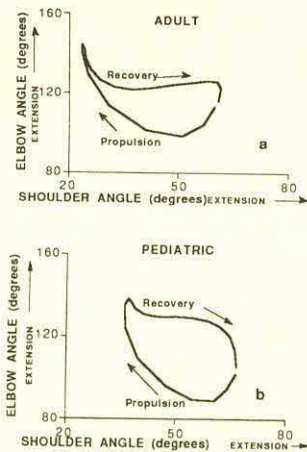 ADULT
ELBOW ANGLE (degrees)
EXTENSION
160
120
80
Recovery
Propulsion
a
20
50
80
SHOULDER ANGLE (degrees) EXTENSION
PEDIATRIC
ELBOW ANGLE (degrees)
EXTENSION
160
120
80
Recovery
Propulsion
b
20
50
80
SHOULDER ANGLE (degrees) EXTENSION